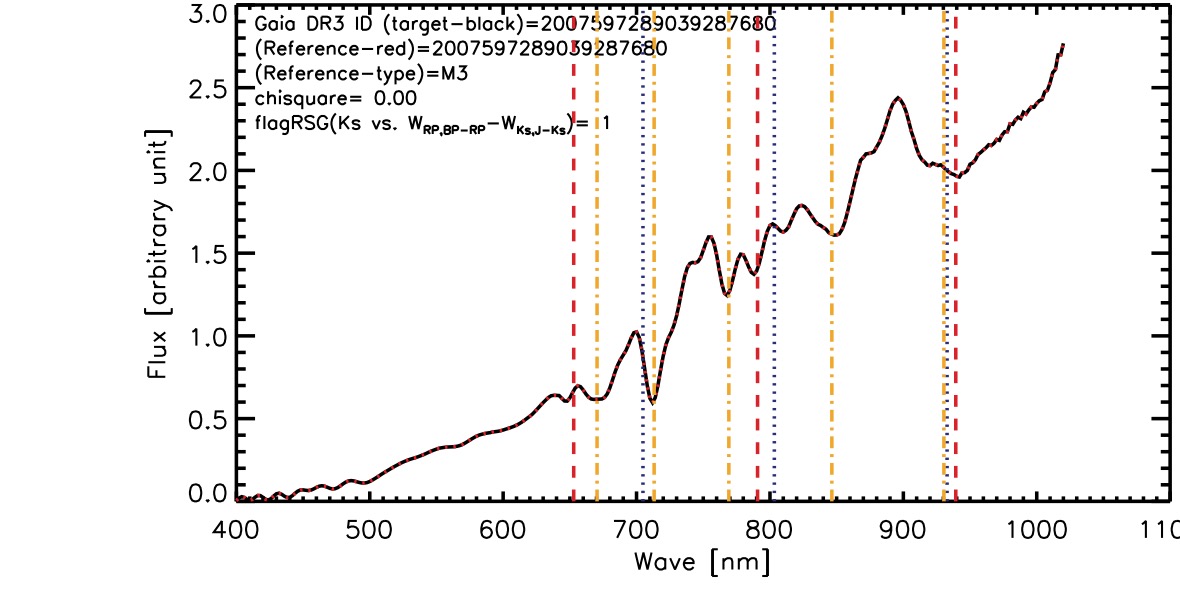 Gaia DR3 ID (target-black)=2007597289039287680
(Reference-red)=2007597289039287680
(Reference-type)=M3
chisquare= 0.00
flagRSG(Ks vs. WRP,BP-RP-WKs,J-Ks)= 1
3.0
2.5
2.0
1.5
1.0
0.5
0.0
Flux [arbitrary unit]
400 500 600 700 800 900 1000 110
Wave [nm]